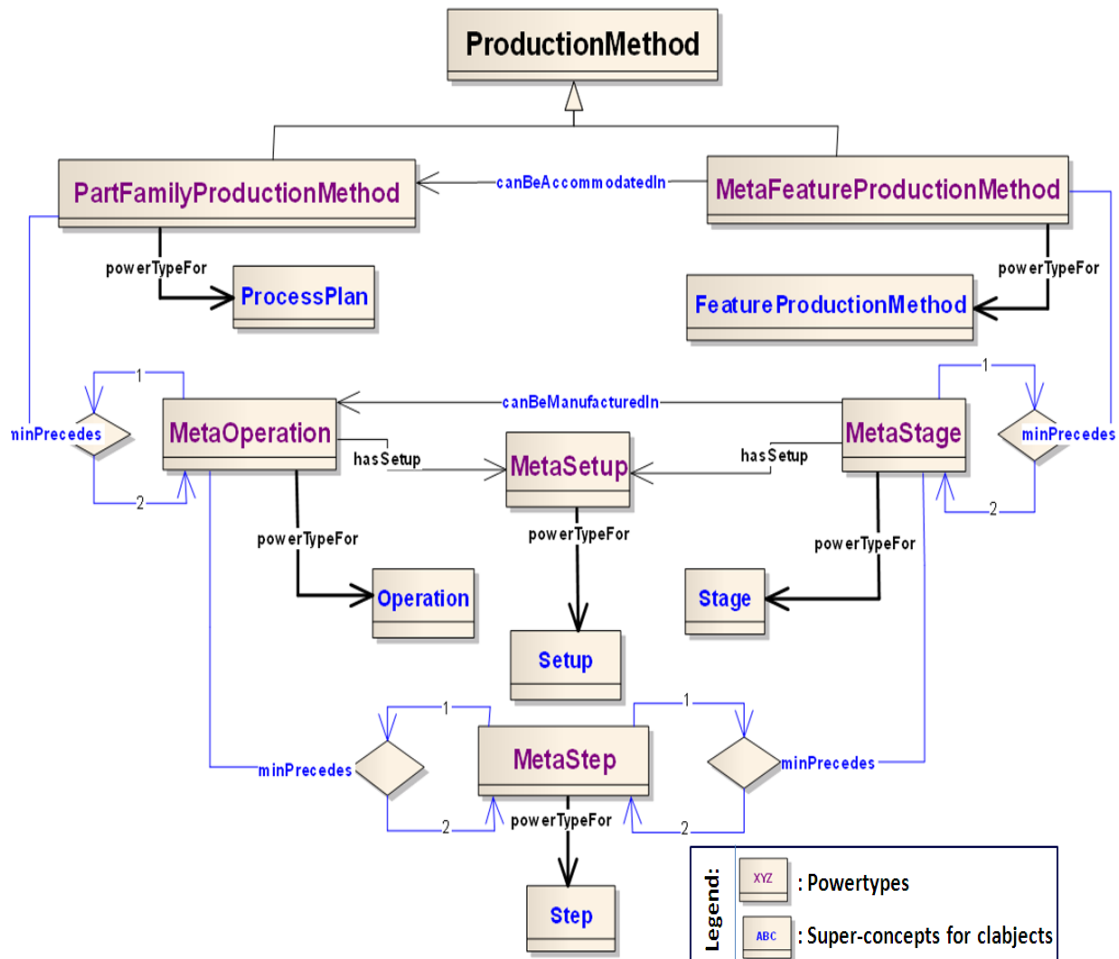 ProductionMethod
PartFamilyProductionMethod
canBeAccommodatedIn
MetaFeatureProductionMethod
powerTypeFor
powerTypeFor
ProcessPlan
FeatureProductionMethod
1
1
canBeManufacturedIn
MetaOperation
MetaStage
minPrecedes
minPrecedes
hasSetup
MetaSetup
hasSetup
2
2
powerTypeFor
powerTypeFor
powerTypeFor
Operation
Stage
Setup
1
1
MetaStep
minPrecedes
minPrecedes
2
2
powerTypeFor
Step
Legend:
XYZ : Powertypes
ABC : Super-concepts for clabjects